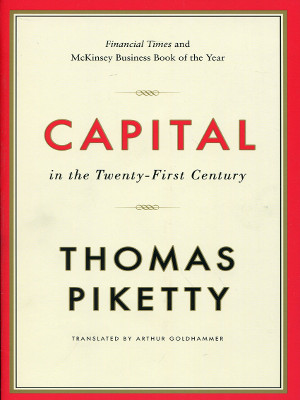 Financial Times and
McKinsey Business Book of the Year
CAPITAL
in the Twenty-First Century
THOMAS
PIKETTY
TRANSLATED BY ARTHUR GOLDHAMMER